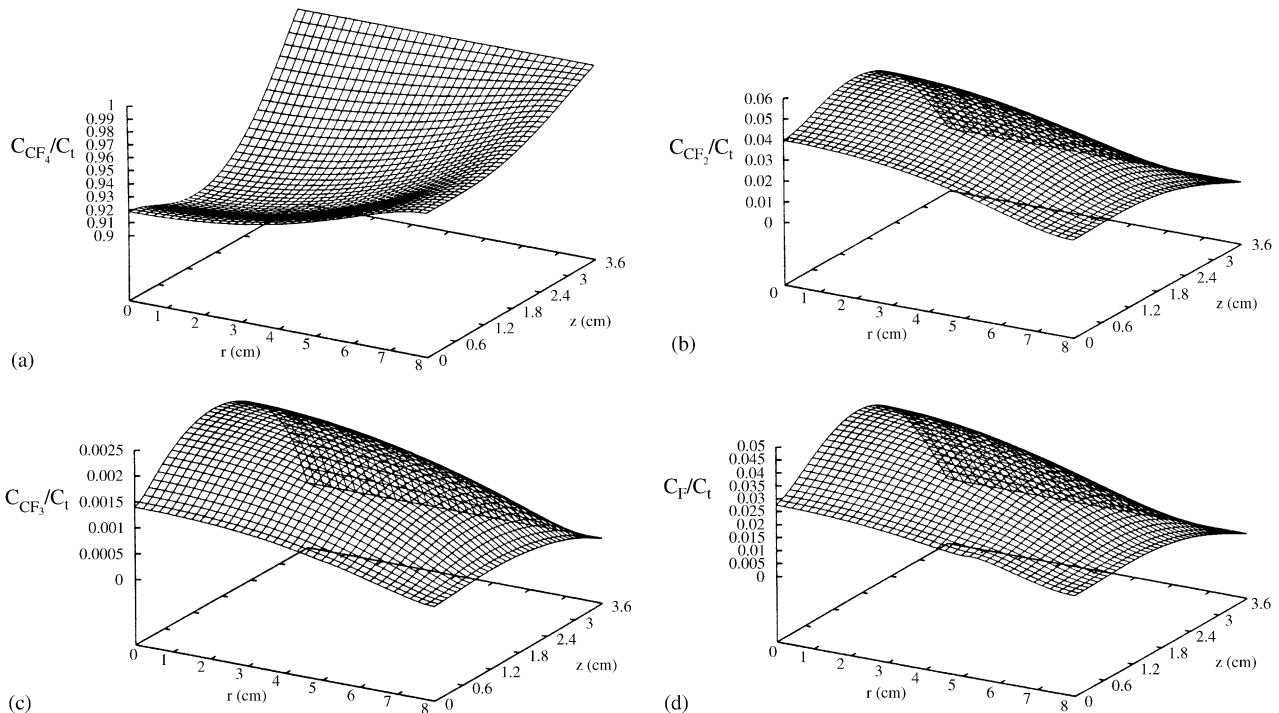 1
0.99
0.98
0.97
0.96
0.95
0.94
0.93
0.92
0.91
0.9
C_CF4/C_t
0 1 2 3 4 5 6 7 8
r (cm)
0 0.6 1.2 1.8 2.4 3 3.6
z (cm)
(a)
0.06
0.05
0.04
0.03
0.02
0.01
0
C_CF2/C_t
0 1 2 3 4 5 6 7 8
r (cm)
0 0.6 1.2 1.8 2.4 3 3.6
z (cm)
(b)
0.0025
0.002
0.0015
0.001
0.0005
0
C_CF3/C_t
0 1 2 3 4 5 6 7 8
r (cm)
0 0.6 1.2 1.8 2.4 3 3.6
z (cm)
(c)
0.05
0.045
0.04
0.035
0.03
0.025
0.02
0.015
0.01
0.005
0
C_F/C_t
0 1 2 3 4 5 6 7 8
r (cm)
0 0.6 1.2 1.8 2.4 3 3.6
z (cm)
(d)